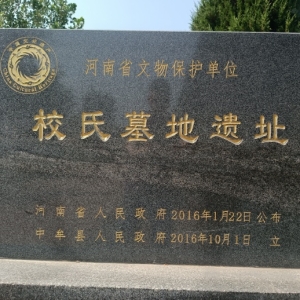 河南省文物保护单位
校氏墓地遗址
河南省人民政府2016年1月22日公布
中牟县人民政府2016年10月1日 立